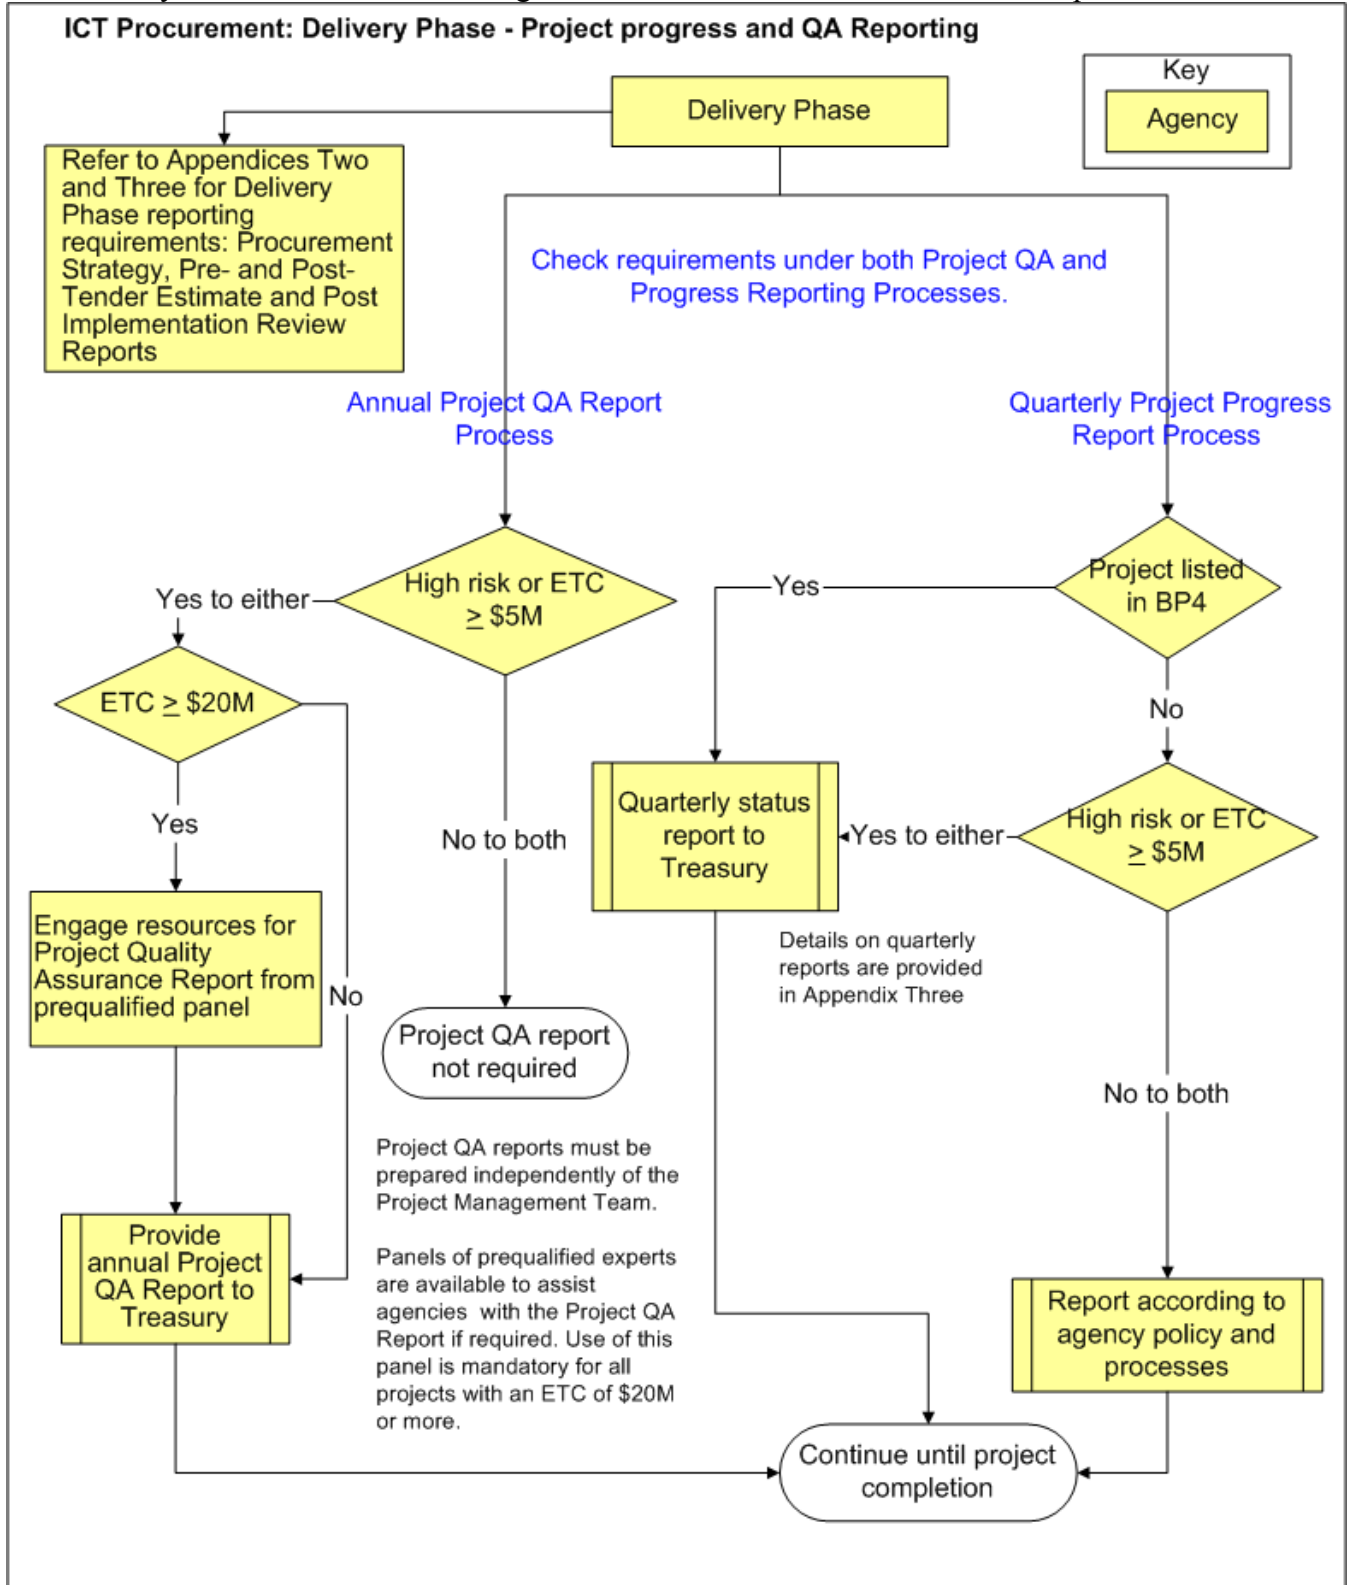 ICT Procurement: Delivery Phase - Project progress and QA Reporting
Key
Agency
Delivery Phase
Refer to Appendices Two
and Three for Delivery
Phase reporting
requirements: Procurement
Strategy, Pre- and Post-
Tender Estimate and Post
Implementation Review
Reports
Check requirements under both Project QA and
Progress Reporting Processes.
Annual Project QA Report
Process
Quarterly Project Progress
Report Process
High risk or ETC
≥ $5M
Yes to either
Project listed
in BP4
Yes
No
ETC ≥ $20M
Yes
No
No to both
Quarterly status
report to
Treasury
Yes to either
High risk or ETC
≥ $5M
Engage resources for
Project Quality
Assurance Report from
prequalified panel
Details on quarterly
reports are provided
in Appendix Three
Project QA report
not required
No to both
Project QA reports must be
prepared independently of the
Project Management Team.
Panels of prequalified experts
are available to assist
agencies with the Project QA
Report if required. Use of this
panel is mandatory for all
projects with an ETC of $20M
or more.
Provide
annual Project
QA Report to
Treasury
Report according to
agency policy and
processes
Continue until project
completion